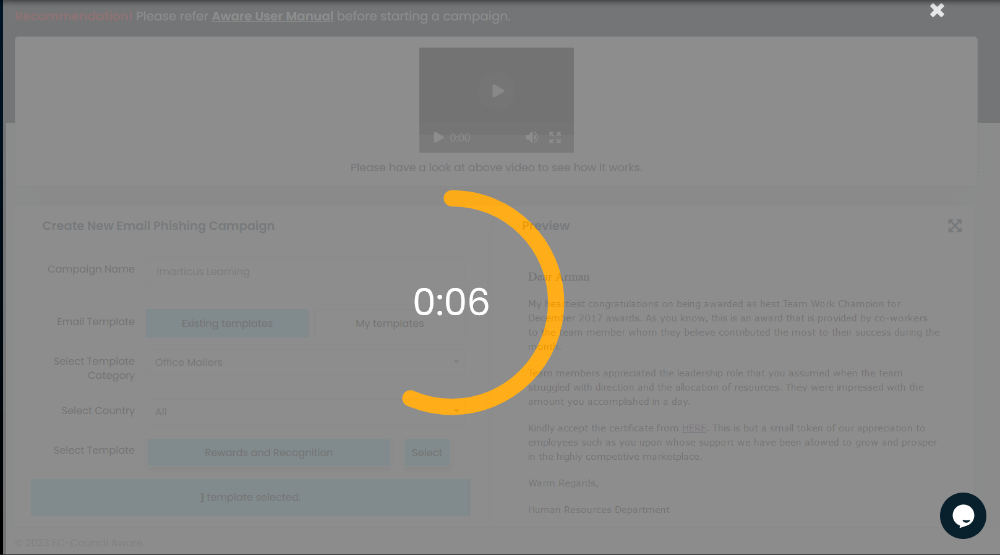 Recommendation! Please refer Aware User Manual before starting a campaign.
0:00
Please have a look at above video to see how it works.
Create New Email Phishing Campaign
Campaign Name
Imarticus Learning
Email Template
Existing templates
My templates
Select Template
Category
Office Mailers
Select Country
All
Select Template
Rewards and Recognition
Select
1 template selected.
0:06
Preview
Dear Arman
My heartiest congratulations on being awarded as best Team Work Champion for
December 2017 awards. As you know, this is an award that is provided by co-workers
to the team member whom they believe contributed the most to their success during the
month.
Team members appreciated the leadership role that you assumed when the team
struggled with direction and the allocation of resources. They were impressed with the
amount you accomplished in a day.
Kindly accept the certificate from HERE. This is but a small token of our appreciation to
employees such as you upon whose support we have been allowed to grow and prosper
in the highly competitive marketplace.
Warm Regards,
Human Resources Department
© 2023 EC-Council Aware.